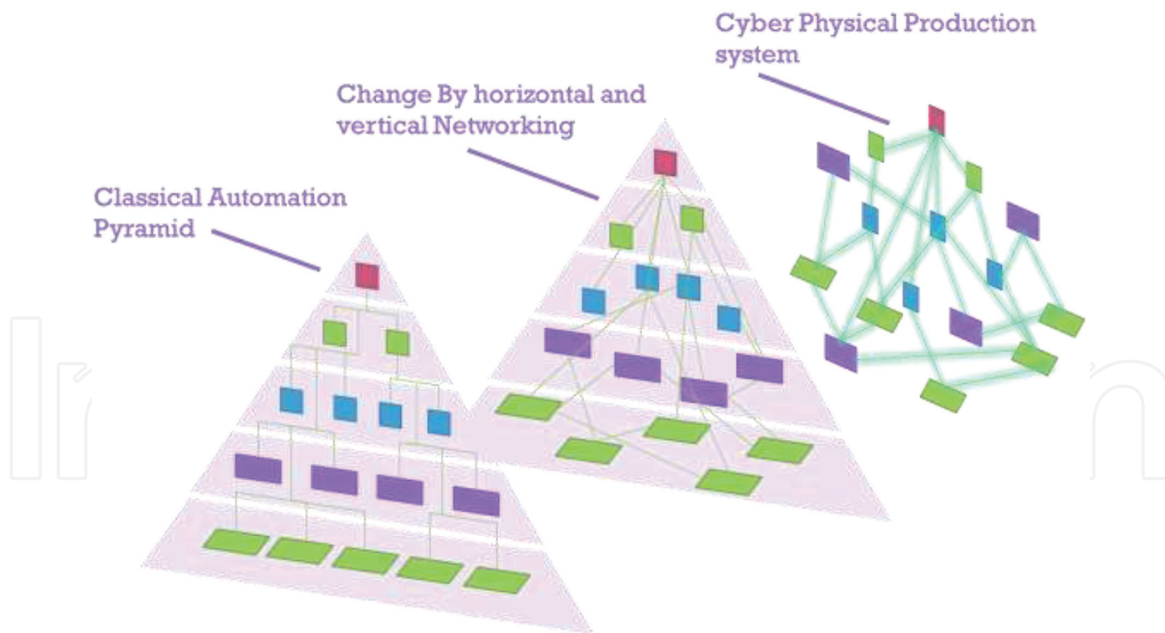 Cyber Physical Production
system
Change By horizontal and
vertical Networking
Classical Automation
Pyramid